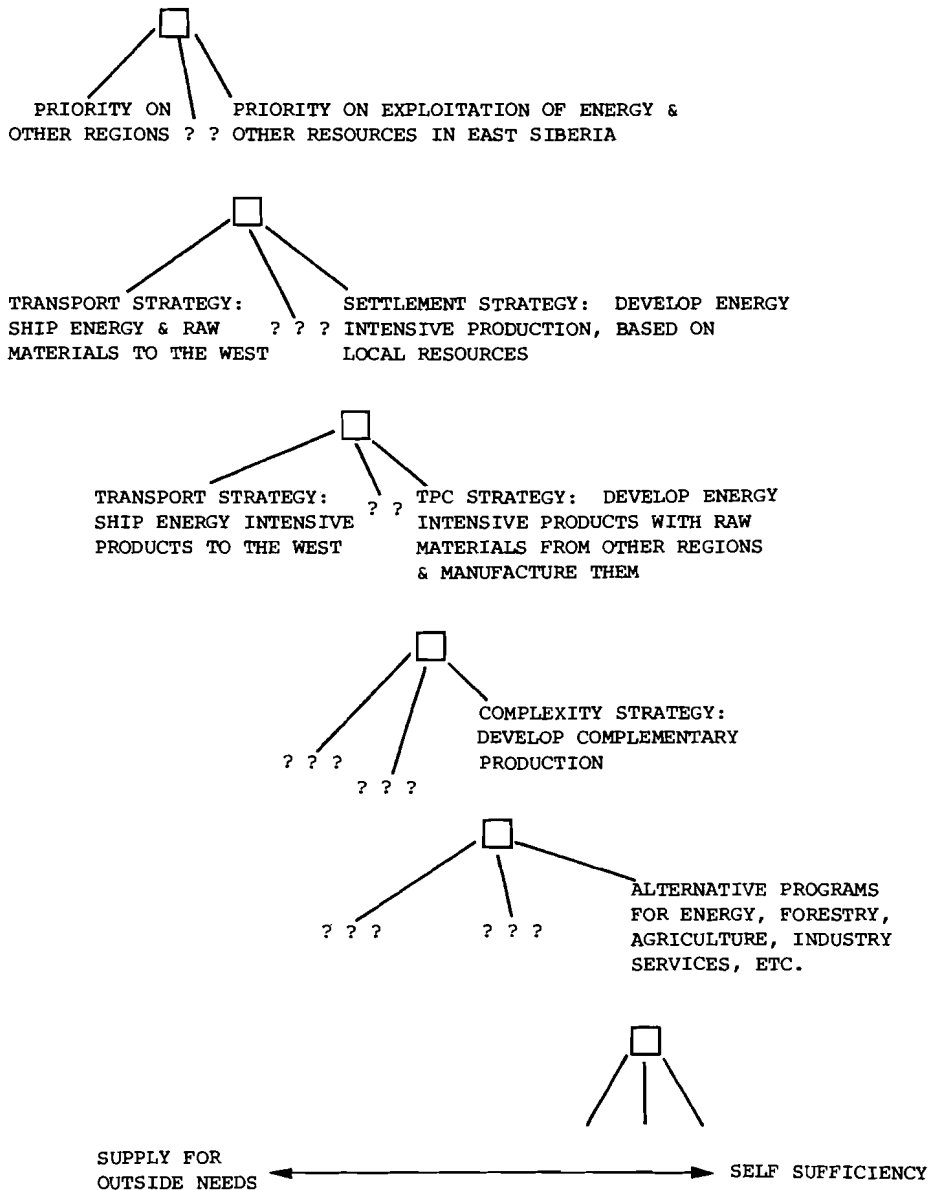 PRIORITY ON
OTHER REGIONS ? ?
PRIORITY ON EXPLOITATION OF ENERGY &
OTHER RESOURCES IN EAST SIBERIA
TRANSPORT STRATEGY:
SHIP ENERGY & RAW
MATERIALS TO THE WEST
? ? ?
SETTLEMENT STRATEGY: DEVELOP ENERGY
INTENSIVE PRODUCTION, BASED ON
LOCAL RESOURCES
TRANSPORT STRATEGY:
SHIP ENERGY INTENSIVE
PRODUCTS TO THE WEST
? ?
TPC STRATEGY: DEVELOP ENERGY
INTENSIVE PRODUCTS WITH RAW
MATERIALS FROM OTHER REGIONS
& MANUFACTURE THEM
? ? ?
? ? ?
COMPLEXITY STRATEGY:
DEVELOP COMPLEMENTARY
PRODUCTION
? ? ?
? ? ?
ALTERNATIVE PROGRAMS
FOR ENERGY, FORESTRY,
AGRICULTURE, INDUSTRY
SERVICES, ETC.
SUPPLY FOR
OUTSIDE NEEDS
SELF SUFFICIENCY